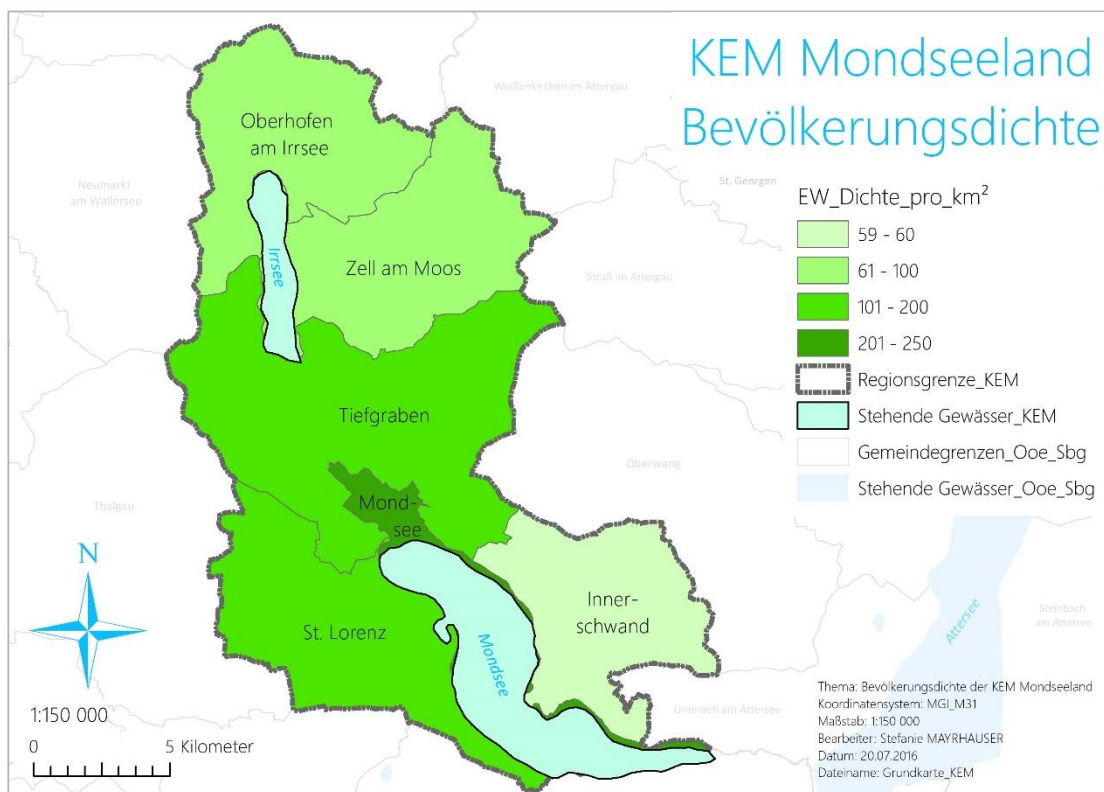 KEM Mondseeland
Bevölkerungsdichte
Weißenkirchen im Attergau
Oberhofen
am Irrsee
Neumarkt
am Wallersee
St. Georgen
EW_Dichte_pro_km²
59 - 60
61 - 100
101 - 200
201 - 250
Regionsgrenze_KEM
Stehende Gewässer_KEM
Gemeindegrenzen_Ooe_Sbg
Stehende Gewässer_Ooe_Sbg
Irrsee
Zell am Moos
Straß im Attergau
Tiefgraben
Oberwang
Thalgau
Mond-
see
N
Inner-
schwand
St. Lorenz
Mondsee
Attersee
Steinbach
am Attersee
Unterach am Attersee
1:150 000
0 5 Kilometer
Thema: Bevölkerungsdichte der KEM Mondseeland
Koordinatensystem: MGI_M31
Maßstab: 1:150 000
Bearbeiter: Stefanie MAYRHAUSER
Datum: 20.07.2016
Dateiname: Grundkarte_KEM